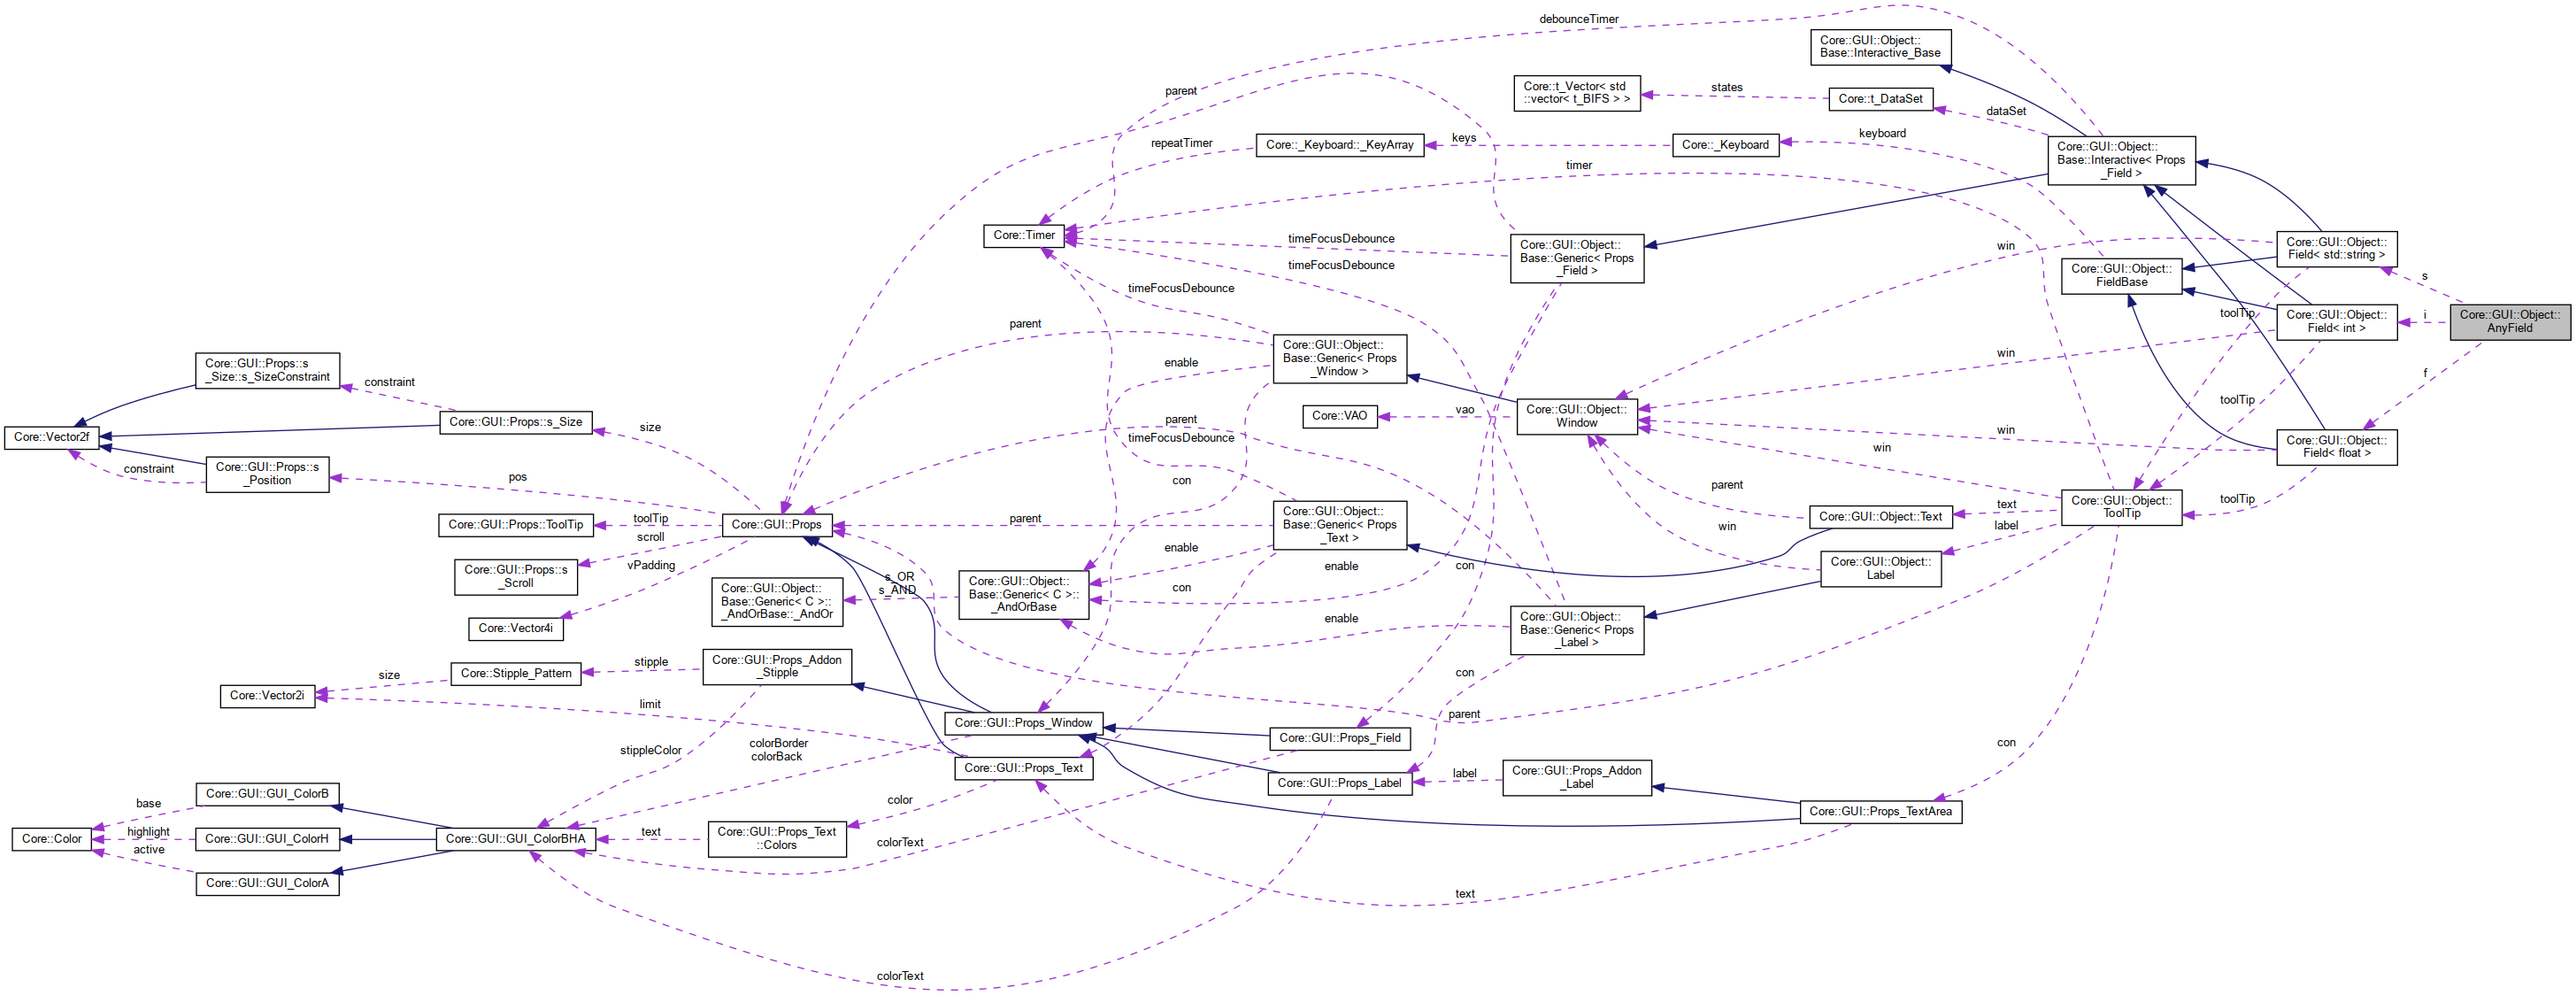 debounceTimer
Core::GUI::Object::
Base::Interactive_Base
parent
Core::t_Vector< std
::vector< t_BIFS > >
states
Core::t_DataSet
dataSet
repeatTimer
Core::_Keyboard::_KeyArray
keys
Core::_Keyboard
keyboard
Core::GUI::Object::
Base::Interactive< Props
_Field >
timer
Core::Timer
timeFocusDebounce
Core::GUI::Object::
Base::Generic< Props
_Field >
win
Core::GUI::Object::
Field< std::string >
s
timeFocusDebounce
Core::GUI::Object::
FieldBase
timeFocusDebounce
toolTip
Core::GUI::Object::
Field< int >
i
Core::GUI::Object::
AnyField
parent
Core::GUI::Object::
Base::Generic< Props
_Window >
enable
win
f
Core::GUI::Props::s
_Size::s_SizeConstraint
constraint
toolTip
Core::GUI::Props::s_Size
size
parent
Core::VAO
vao
Core::GUI::Object::
Window
win
Core::Vector2f
timeFocusDebounce
win
Core::GUI::Object::
Field< float >
constraint
Core::GUI::Props::s
_Position
pos
con
parent
toolTip
Core::GUI::Object::
ToolTip
text
Core::GUI::Object::Text
Core::GUI::Props::ToolTip
toolTip
Core::GUI::Props
parent
Core::GUI::Object::
Base::Generic< Props
_Text >
win
label
scroll
enable
Core::GUI::Props::s
_Scroll
vPadding
s_OR
s_AND
Core::GUI::Object::
Base::Generic< C >::
_AndOrBase::_AndOr
Core::GUI::Object::
Base::Generic< C >::
_AndOrBase
con
enable
con
Core::GUI::Object::
Label
Core::Vector4i
enable
Core::GUI::Object::
Base::Generic< Props
_Label >
Core::GUI::Props_Addon
_Stipple
stipple
Core::Stipple_Pattern
size
Core::Vector2i
limit
con
Core::GUI::Props_Window
parent
Core::GUI::Props_Field
con
stippleColor
colorBorder
colorBack
Core::GUI::Props_Text
Core::GUI::Props_Label
label
Core::GUI::Props_Addon
_Label
Core::GUI::GUI_ColorB
base
color
Core::GUI::Props_TextArea
Core::Color
highlight
Core::GUI::GUI_ColorH
Core::GUI::GUI_ColorBHA
text
Core::GUI::Props_Text
::Colors
colorText
active
Core::GUI::GUI_ColorA
text
colorText